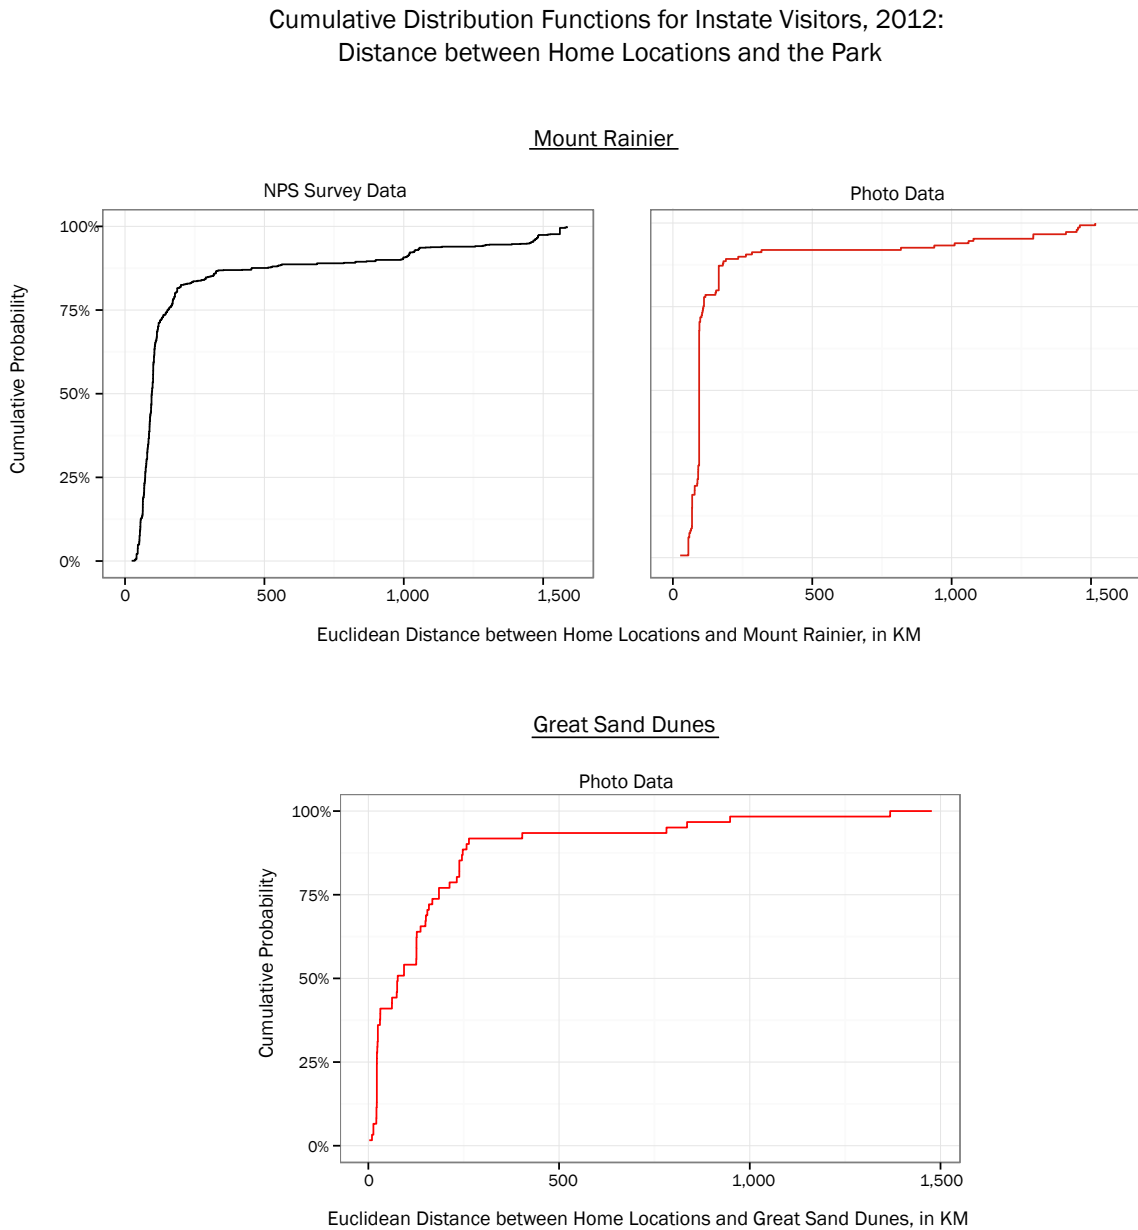 Cumulative Distribution Functions for Instate Visitors, 2012:
Distance between Home Locations and the Park
Mount Rainier
NPS Survey Data
Photo Data
Cumulative Probability
100%
75%
50%
25%
0%
0 500 1,000 1,500
0 500 1,000 1,500
Euclidean Distance between Home Locations and Mount Rainier, in KM
Great Sand Dunes
Photo Data
Cumulative Probability
100%
75%
50%
25%
0%
0 500 1,000 1,500
Euclidean Distance between Home Locations and Great Sand Dunes, in KM